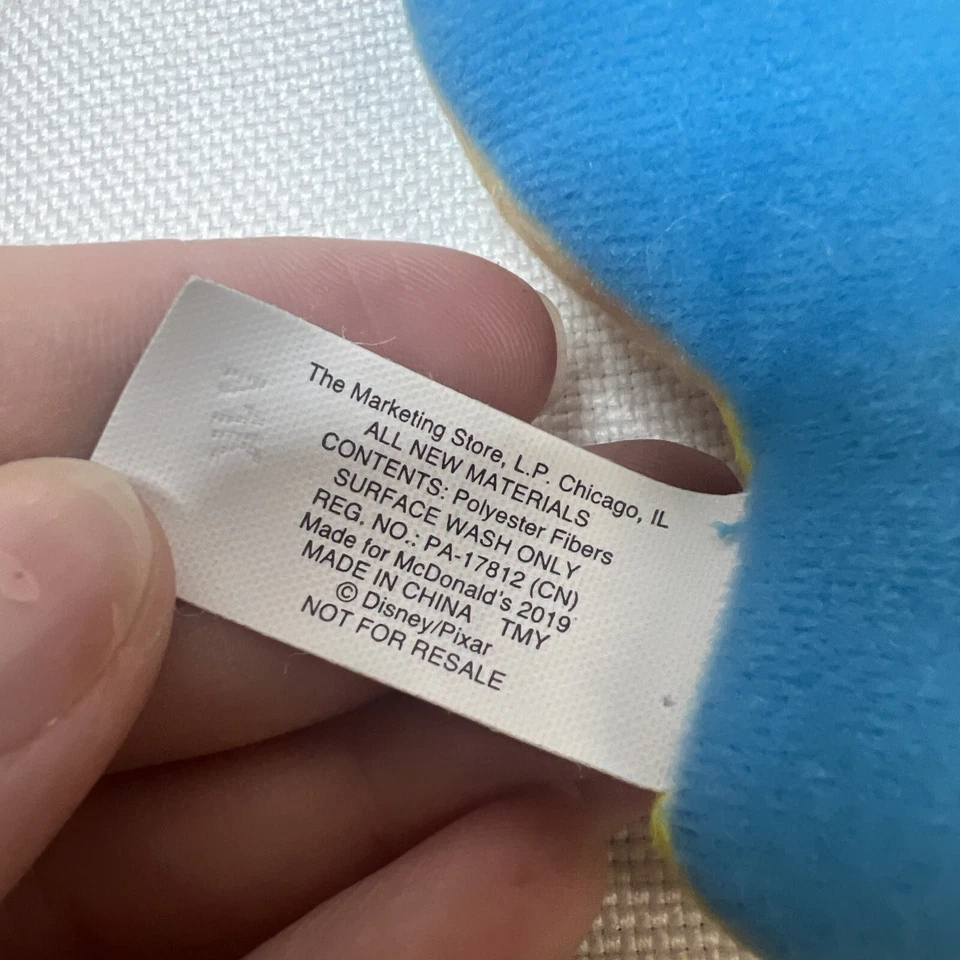 The Marketing Store, L.P. Chicago, IL
ALL NEW MATERIALS
CONTENTS: Polyester Fibers
SURFACE WASH ONLY
REG. NO.: PA-17812 (CN)
Made for McDonald's 2019
MADE IN CHINA TMY
© Disney/Pixar
NOT FOR RESALE